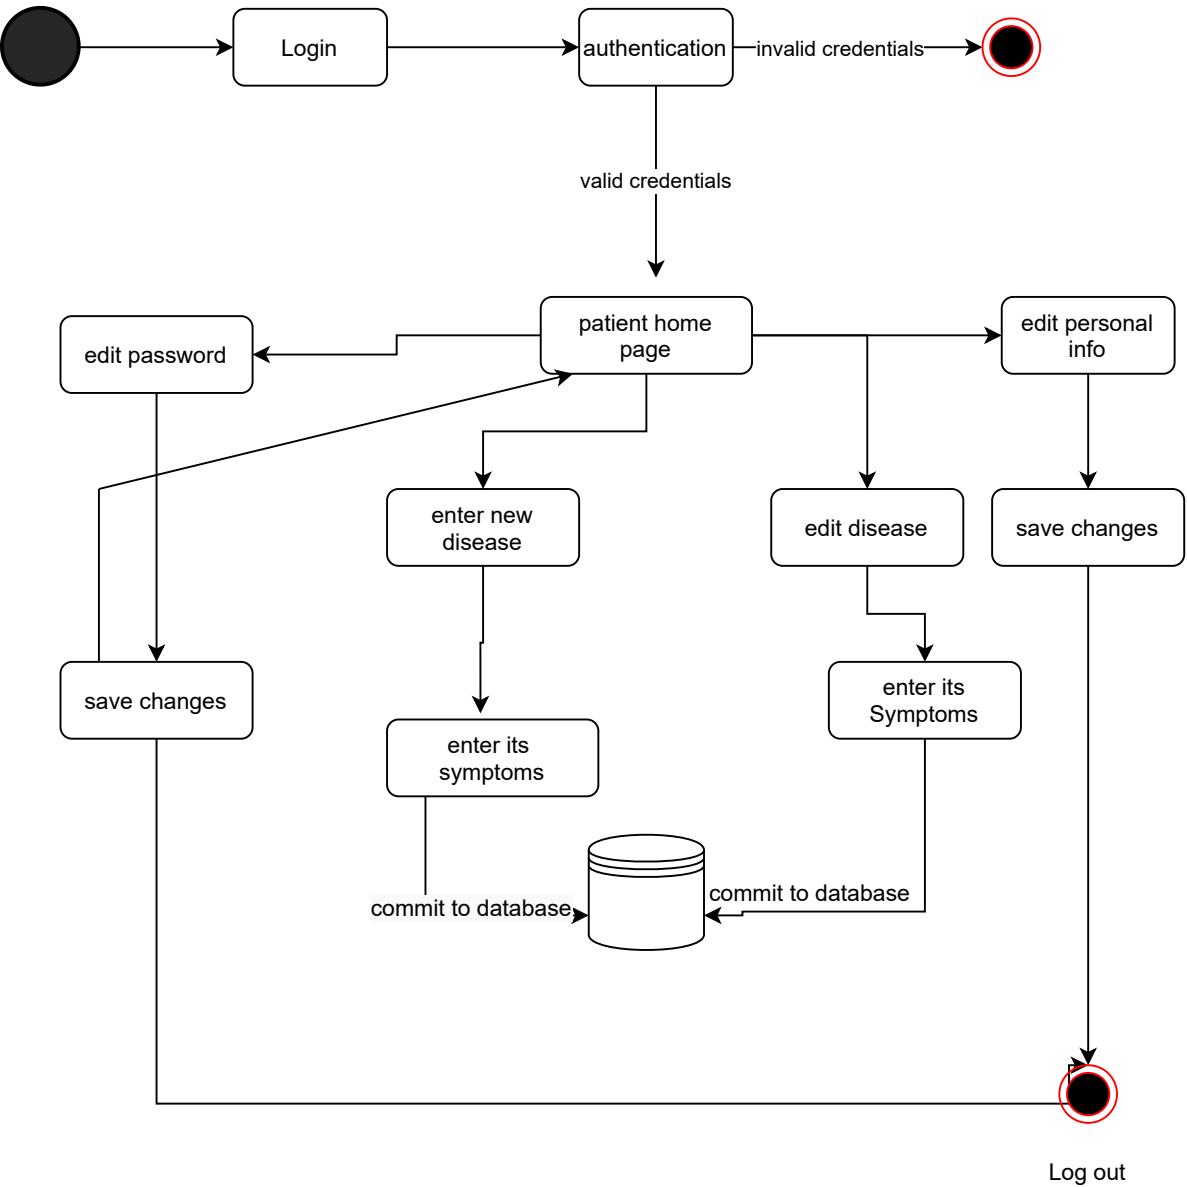 Login
authentication
invalid credentials
valid credentials
patient home
page
edit personal
info
edit password
enter new
disease
edit disease
save changes
save changes
enter its
Symptoms
enter its
symptoms
commit to database
commit to database
Log out